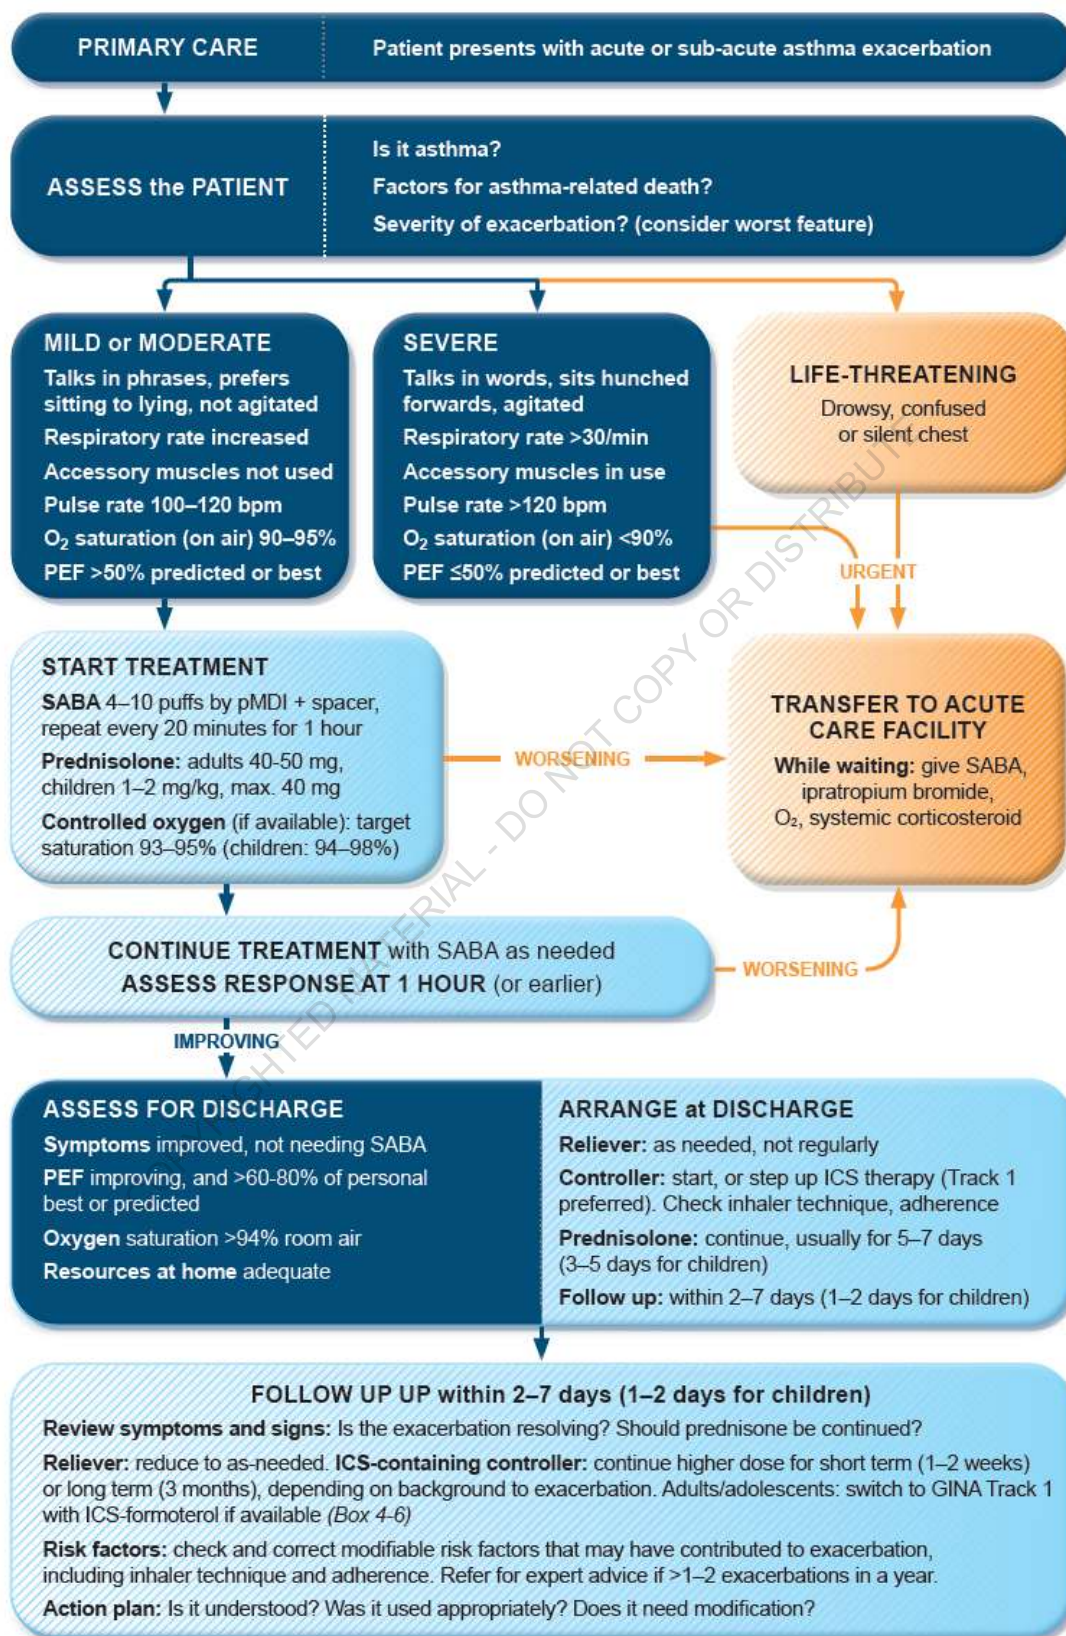 PRIMARY CARE
Patient presents with acute or sub-acute asthma exacerbation
ASSESS the PATIENT
Is it asthma?
Factors for asthma-related death?
Severity of exacerbation? (consider worst feature)
MILD or MODERATE
Talks in phrases, prefers
sitting to lying, not agitated
Respiratory rate increased
Accessory muscles not used
Pulse rate 100–120 bpm
O₂ saturation (on air) 90–95%
PEF >50% predicted or best
SEVERE
Talks in words, sits hunched
forwards, agitated
Respiratory rate >30/min
Accessory muscles in use
Pulse rate >120 bpm
O₂ saturation (on air) <90%
PEF ≤50% predicted or best
LIFE-THREATENING
Drowsy, confused
or silent chest
URGENT
START TREATMENT
SABA 4–10 puffs by pMDI + spacer,
repeat every 20 minutes for 1 hour
Prednisolone: adults 40-50 mg,
children 1–2 mg/kg, max. 40 mg
Controlled oxygen (if available): target
saturation 93–95% (children: 94–98%)
WORSENING
TRANSFER TO ACUTE
CARE FACILITY
While waiting: give SABA,
ipratropium bromide,
O₂, systemic corticosteroid
CONTINUE TREATMENT with SABA as needed
ASSESS RESPONSE AT 1 HOUR (or earlier)
WORSENING
IMPROVING
ASSESS FOR DISCHARGE
Symptoms improved, not needing SABA
PEF improving, and >60-80% of personal
best or predicted
Oxygen saturation >94% room air
Resources at home adequate
ARRANGE at DISCHARGE
Reliever: as needed, not regularly
Controller: start, or step up ICS therapy (Track 1
preferred). Check inhaler technique, adherence
Prednisolone: continue, usually for 5–7 days
(3–5 days for children)
Follow up: within 2–7 days (1–2 days for children)
FOLLOW UP UP within 2–7 days (1–2 days for children)
Review symptoms and signs: Is the exacerbation resolving? Should prednisone be continued?
Reliever: reduce to as-needed. ICS-containing controller: continue higher dose for short term (1–2 weeks)
or long term (3 months), depending on background to exacerbation. Adults/adolescents: switch to GINA Track 1
with ICS-formoterol if available (Box 4-6)
Risk factors: check and correct modifiable risk factors that may have contributed to exacerbation,
including inhaler technique and adherence. Refer for expert advice if >1–2 exacerbations in a year.
Action plan: Is it understood? Was it used appropriately? Does it need modification?
MATERIAL - DO NOT COPY OR